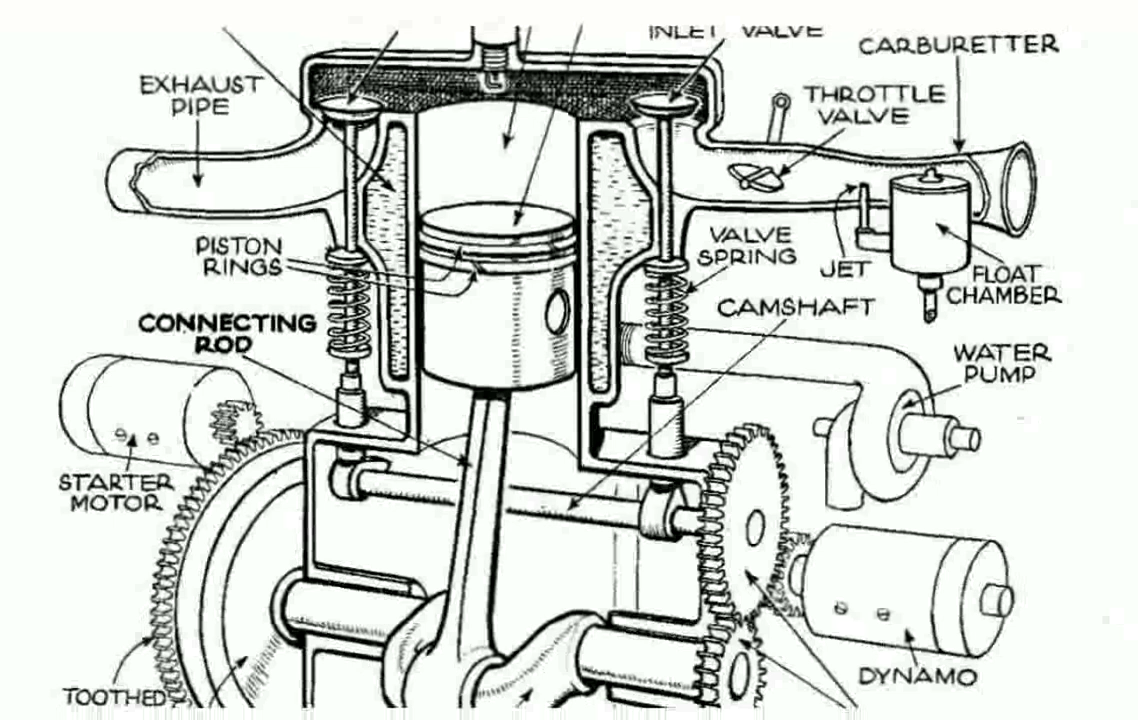 INLET VALVE
CARBURETTER
EXHAUST
PIPE
THROTTLE
VALVE
PISTON
RINGS
VALVE
SPRING
JET
FLOAT
CHAMBER
CONNECTING
ROD
CAMSHAFT
WATER
PUMP
STARTER
MOTOR
DYNAMO
TOOTHED